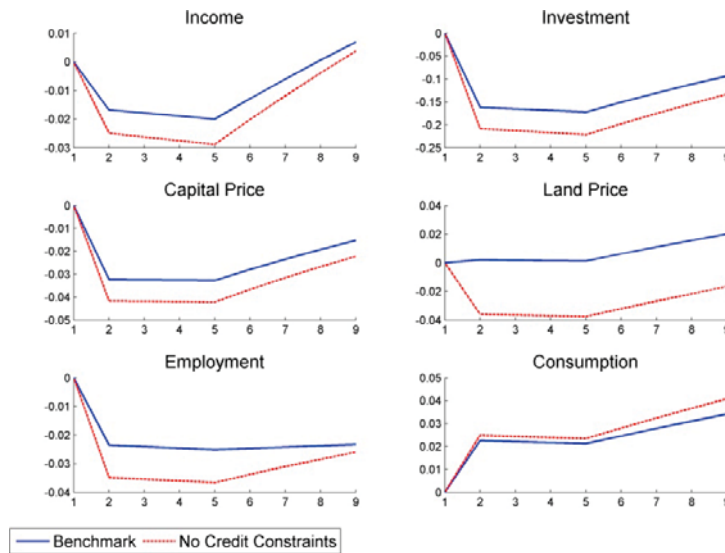 Income
0.01
0
-0.01
-0.02
-0.03
1 2 3 4 5 6 7 8 9
Investment
0
-0.05
-0.1
-0.15
-0.2
-0.25
1 2 3 4 5 6 7 8 9
Capital Price
0
-0.01
-0.02
-0.03
-0.04
-0.05
1 2 3 4 5 6 7 8 9
Land Price
0.04
0.02
0
-0.02
-0.04
1 2 3 4 5 6 7 8 9
Employment
0
-0.01
-0.02
-0.03
-0.04
1 2 3 4 5 6 7 8 9
Consumption
0.05
0.04
0.03
0.02
0.01
0
1 2 3 4 5 6 7 8 9
Benchmark No Credit Constraints